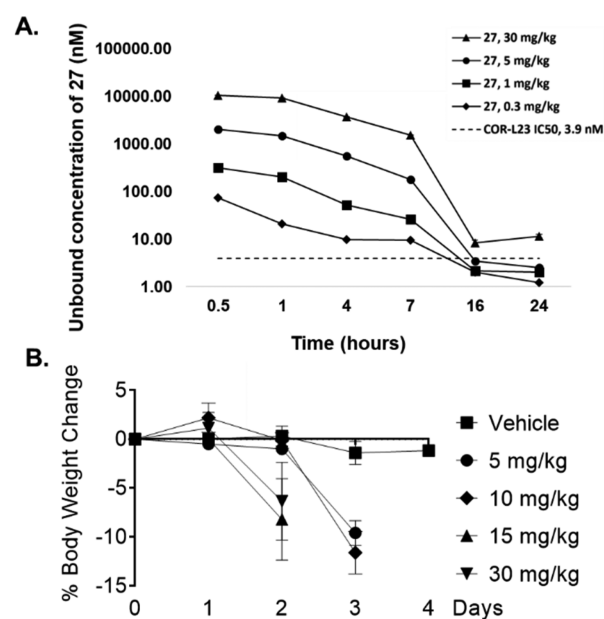 A.
Unbound concentration of 27 (nM)
100000.00
10000.00
1000.00
100.00
10.00
1.00
27, 30 mg/kg
27, 5 mg/kg
27, 1 mg/kg
27, 0.3 mg/kg
COR-L23 IC50, 3.9 nM
0.5 1 4 7 16 24
Time (hours)
B.
% Body Weight Change
5
0
-5
-10
-15
Vehicle
5 mg/kg
10 mg/kg
15 mg/kg
30 mg/kg
0 1 2 3 4 Days